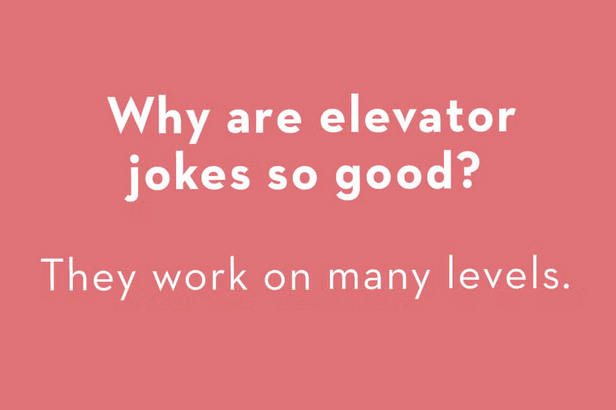 Why are elevator
jokes so good?
They work on many levels.